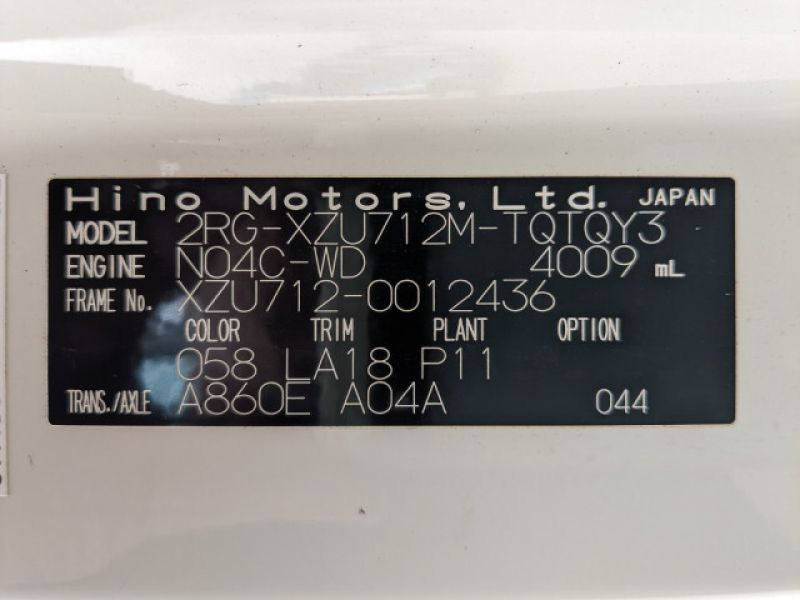 Hino Motors, Ltd. JAPAN
MODEL 2RG-XZU712M-TQTQY3
ENGINE N04C-WD 4009 mL
FRAME No. XZU712-0012436
COLOR TRIM PLANT OPTION
058 LA18 P11
TRANS./AXLE A860E A04A 044